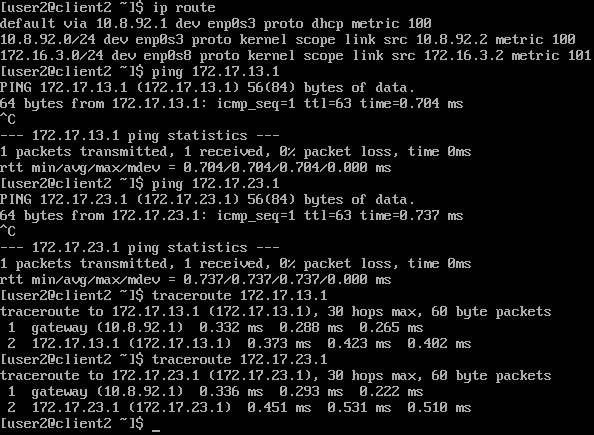 [user2@client2 ~]$ ip route
default via 10.8.92.1 dev enp0s3 proto dhcp metric 100
10.8.92.0/24 dev enp0s3 proto kernel scope link src 10.8.92.2 metric 100
172.16.3.0/24 dev enp0s8 proto kernel scope link src 172.16.3.2 metric 101
[user2@client2 ~]$ ping 172.17.13.1
PING 172.17.13.1 (172.17.13.1) 56(84) bytes of data.
64 bytes from 172.17.13.1: icmp_seq=1 ttl=63 time=0.704 ms
^C
--- 172.17.13.1 ping statistics ---
1 packets transmitted, 1 received, 0% packet loss, time 0ms
rtt min/avg/max/mdev = 0.704/0.704/0.704/0.000 ms
[user2@client2 ~]$ ping 172.17.23.1
PING 172.17.23.1 (172.17.23.1) 56(84) bytes of data.
64 bytes from 172.17.23.1: icmp_seq=1 ttl=63 time=0.737 ms
^C
--- 172.17.23.1 ping statistics ---
1 packets transmitted, 1 received, 0% packet loss, time 0ms
rtt min/avg/max/mdev = 0.737/0.737/0.737/0.000 ms
[user2@client2 ~]$ traceroute 172.17.13.1
traceroute to 172.17.13.1 (172.17.13.1), 30 hops max, 60 byte packets
 1  gateway (10.8.92.1)  0.332 ms  0.288 ms  0.265 ms
 2  172.17.13.1 (172.17.13.1)  0.373 ms  0.423 ms  0.402 ms
[user2@client2 ~]$ traceroute 172.17.23.1
traceroute to 172.17.23.1 (172.17.23.1), 30 hops max, 60 byte packets
 1  gateway (10.8.92.1)  0.336 ms  0.293 ms  0.222 ms
 2  172.17.23.1 (172.17.23.1)  0.451 ms  0.531 ms  0.510 ms
[user2@client2 ~]$ _